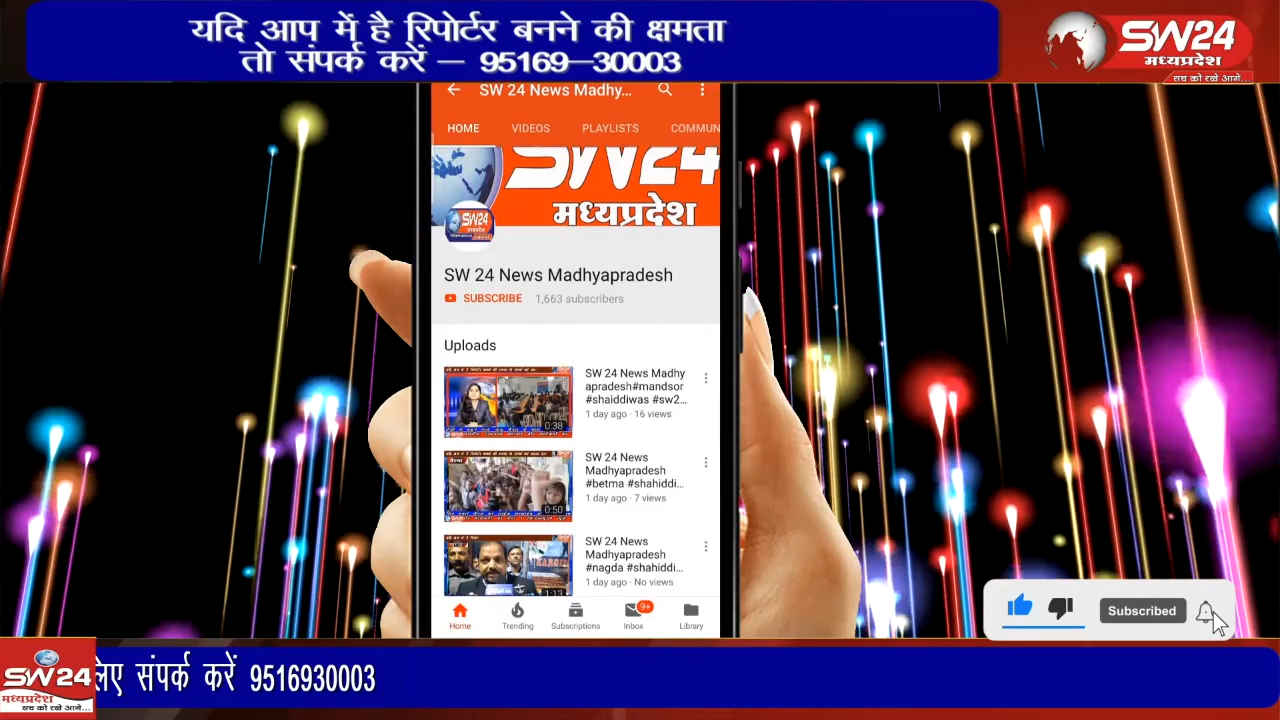 यदि आप में है रिपोर्टर बनने की क्षमता
तो संपर्क करें – 95169–30003
SW24
मध्यप्रदेश
सच को रखे आगे...
SW 24 News Madhy...
HOME VIDEOS PLAYLISTS COMMUN
SW24
मध्यप्रदेश
SW24
SW 24 News Madhyapradesh
SUBSCRIBE 1,663 subscribers
Uploads
SW 24 News Madhy
apradesh#mandsor
#shaiddiwas #sw2...
1 day ago · 16 views
0:38
SW 24 News
Madhyapradesh
#betma #shahiddi...
1 day ago · 7 views
0:50
SW 24 News
Madhyapradesh
#nagda #shahiddi...
1 day ago · No views
1:13
9+
Home Trending Subscriptions Inbox Library
Subscribed
SW24
मध्यप्रदेश
सच को रखे आगे...
लिए संपर्क करें 9516930003